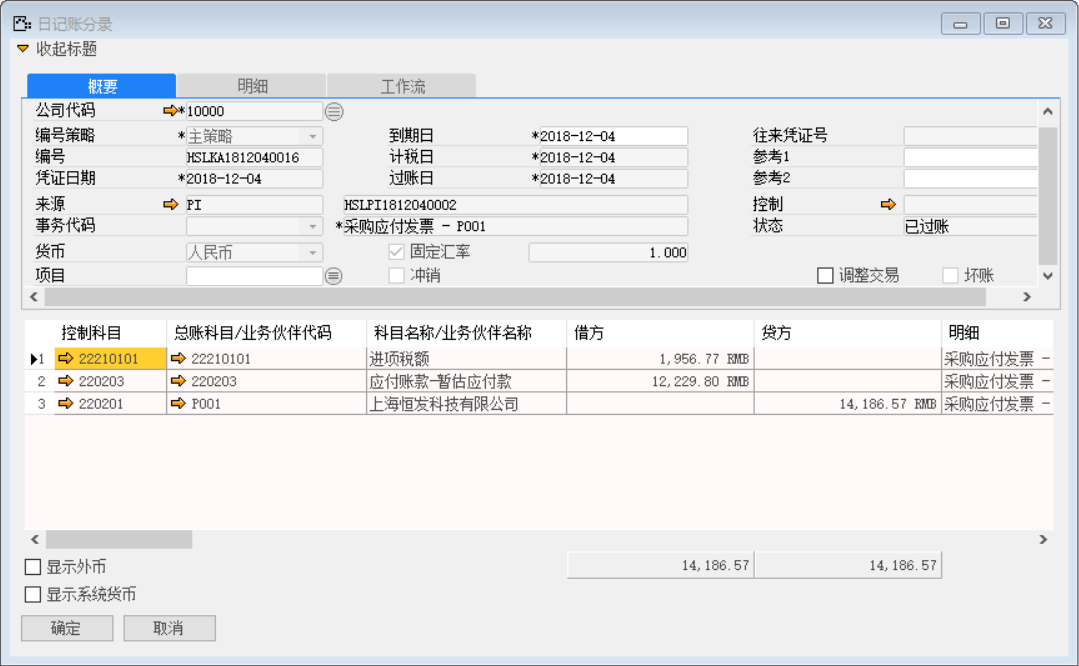 日记账分录
收起标题
概要 明细 工作流
公司代码 *10000
编号策略 *主策略 到期日 *2018-12-04 往来凭证号
编号 HSLKA1812040016 计税日 *2018-12-04 参考1
凭证日期 *2018-12-04 过账日 *2018-12-04 参考2
来源 PI HSLPI1812040002 控制
事务代码 *采购应付发票 - P001 状态 已过账
货币 人民币 固定汇率 1.000
项目 冲销 调整交易 坏账
控制科目 总账科目/业务伙伴代码 科目名称/业务伙伴名称 借方 贷方 明细
1 22210101 22210101 进项税额 1,956.77 RMB 采购应付发票 -
2 220203 220203 应付账款-暂估应付款 12,229.80 RMB 采购应付发票 -
3 220201 P001 上海恒发科技有限公司 14,186.57 RMB 采购应付发票 -
显示外币 14,186.57 14,186.57
显示系统货币
确定 取消